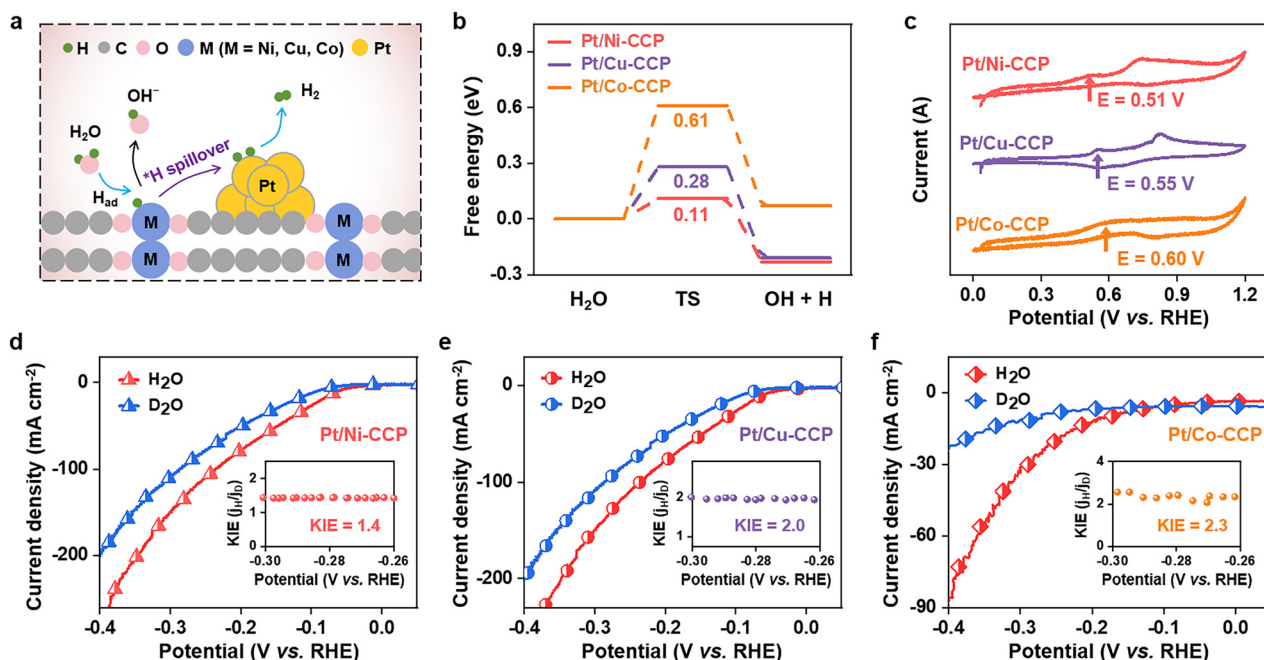 a
H C O M (M = Ni, Cu, Co) Pt
OH⁻
H₂
H₂O
*H spillover
Had
Pt
M M
M M
b
Free energy (eV)
0.9
0.6
0.3
0.0
-0.3
Pt/Ni-CCP
Pt/Cu-CCP
Pt/Co-CCP
0.61
0.28
0.11
H₂O TS OH + H
c
Current (A)
Pt/Ni-CCP
E = 0.51 V
Pt/Cu-CCP
E = 0.55 V
Pt/Co-CCP
E = 0.60 V
0.0 0.3 0.6 0.9 1.2
Potential (V vs. RHE)
d
Current density (mA cm⁻²)
0
-100
-200
H₂O
D₂O
Pt/Ni-CCP
KIE (jH/jD)
2
1
0
KIE = 1.4
-0.30 -0.28 -0.26
Potential (V vs. RHE)
-0.4 -0.3 -0.2 -0.1 0.0
Potential (V vs. RHE)
e
Current density (mA cm⁻²)
0
-100
-200
H₂O
D₂O
Pt/Cu-CCP
KIE (jH/jD)
2
1
KIE = 2.0
-0.30 -0.28 -0.26
Potential (V vs. RHE)
-0.4 -0.3 -0.2 -0.1 0.0
Potential (V vs. RHE)
f
Current density (mA cm⁻²)
0
-30
-60
-90
H₂O
D₂O
Pt/Co-CCP
KIE (jH/jD)
4
2
0
KIE = 2.3
-0.30 -0.28 -0.26
Potential (V vs. RHE)
-0.4 -0.3 -0.2 -0.1 0.0
Potential (V vs. RHE)